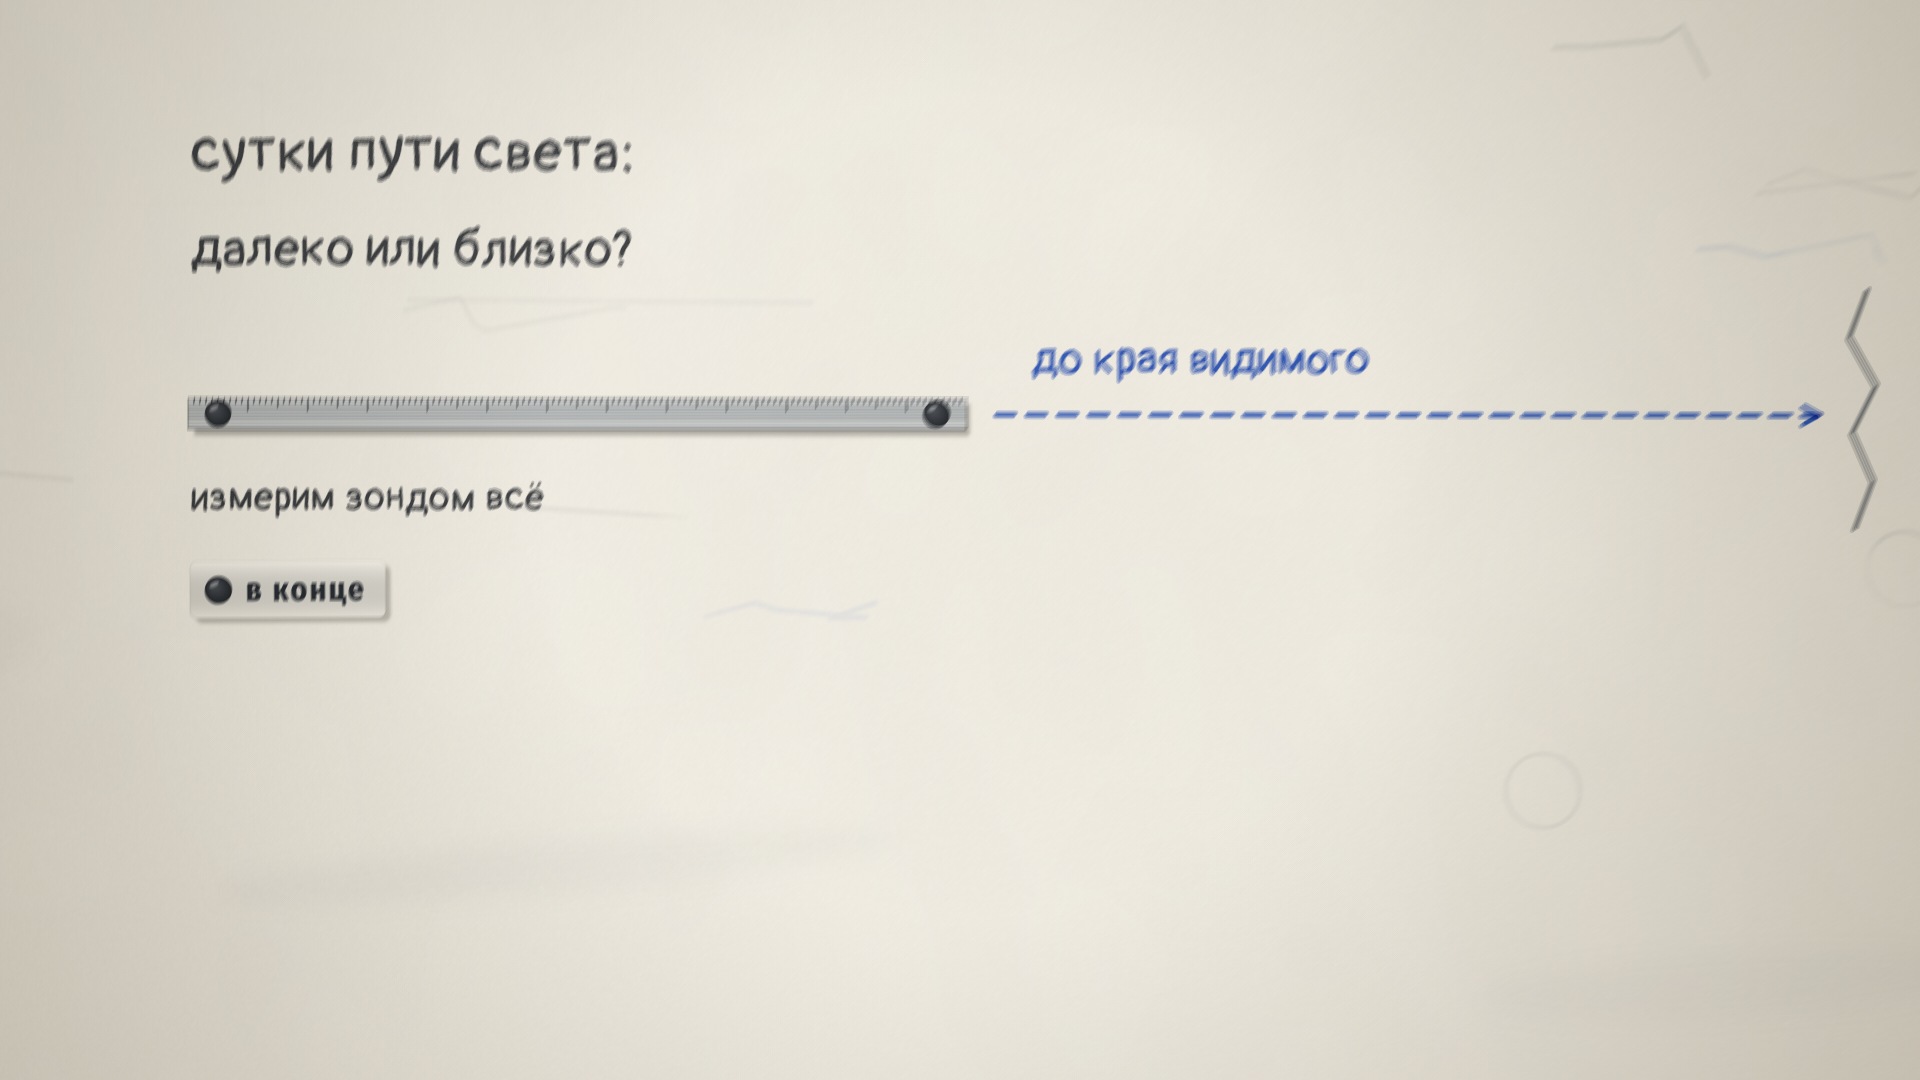 сутки пути света:
далеко или близко?
до края видимого
измерим зондом всё
в конце